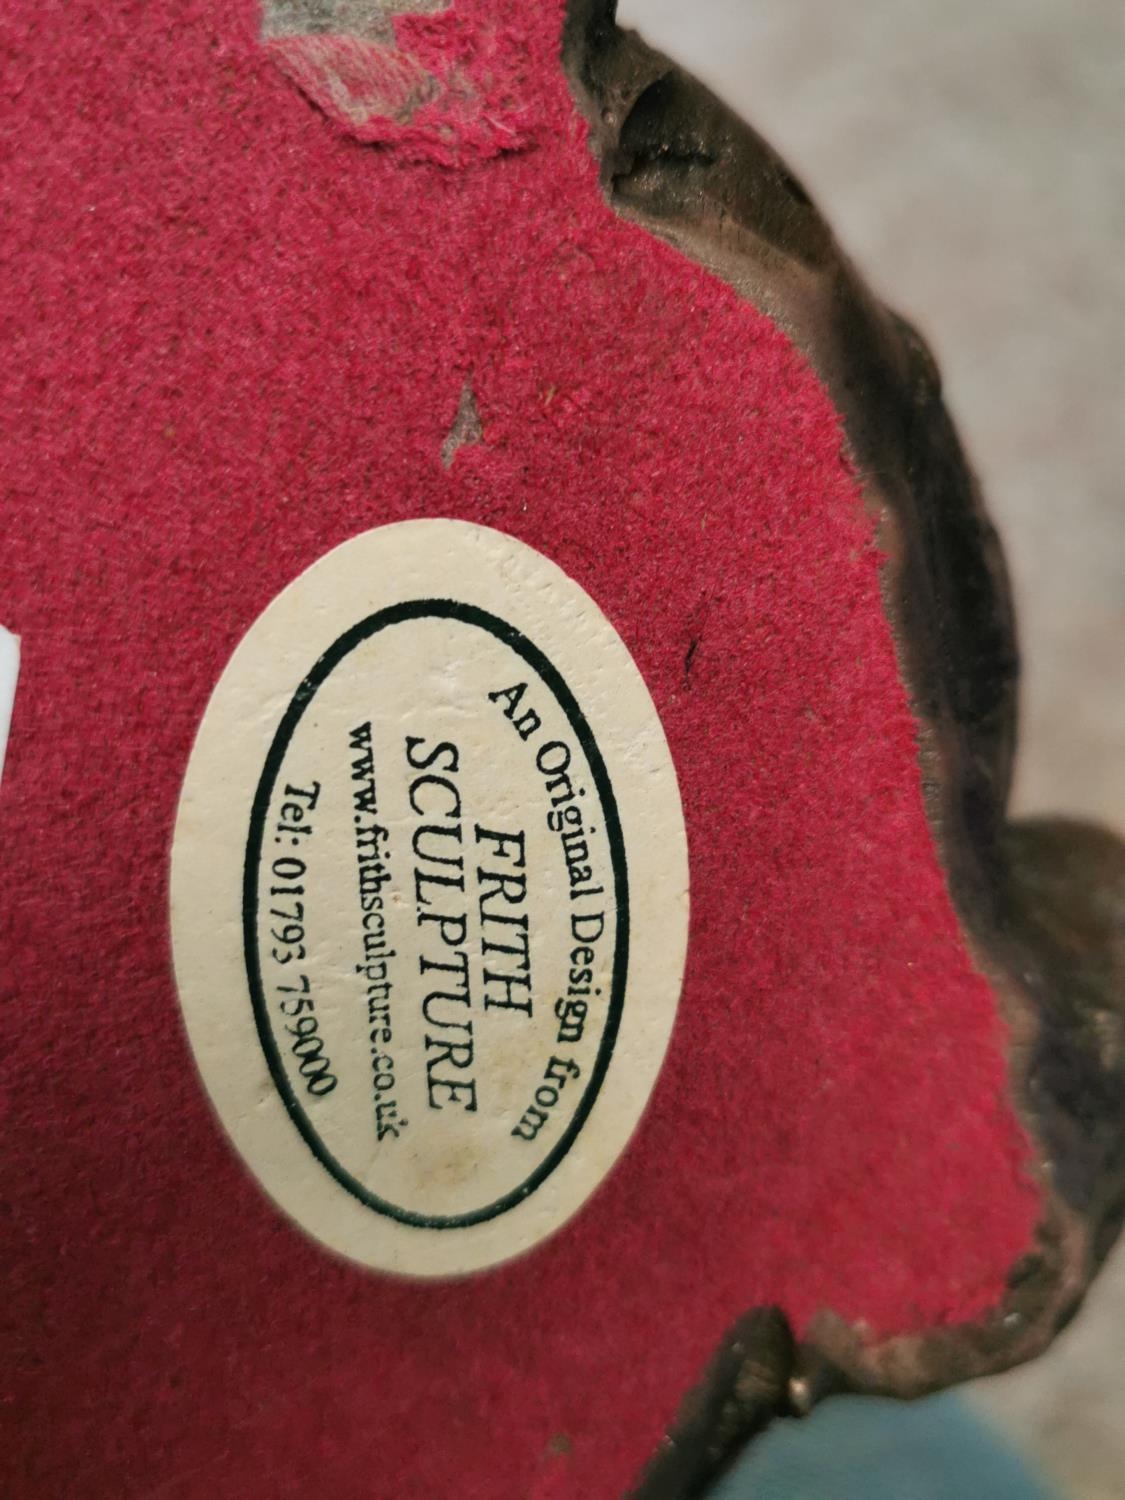 An Original Design from
FRITH
SCULPTURE
www.frithsculpture.co.uk
Tel: 01793 759000